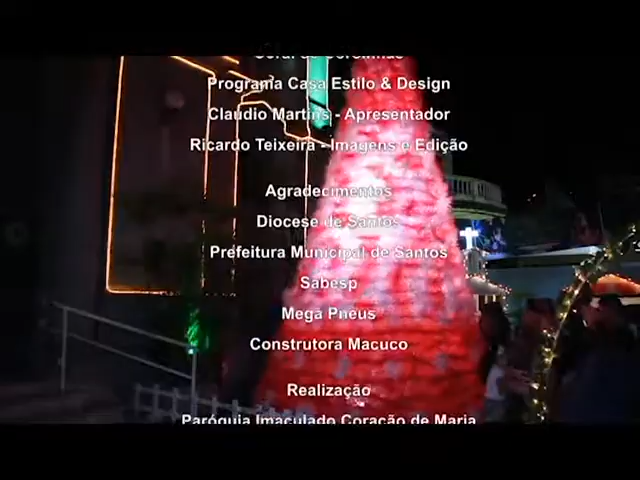 Programa Casa Estilo & Design
Claudio Martins - Apresentador
Ricardo Teixeira - Imagens e Edição
Agradecimentos
Diocese de Santos
Prefeitura Municipal de Santos
Sabesp
Mega Pneus
Construtora Macuco
Realização
Paróquia Imaculado Coração de Maria